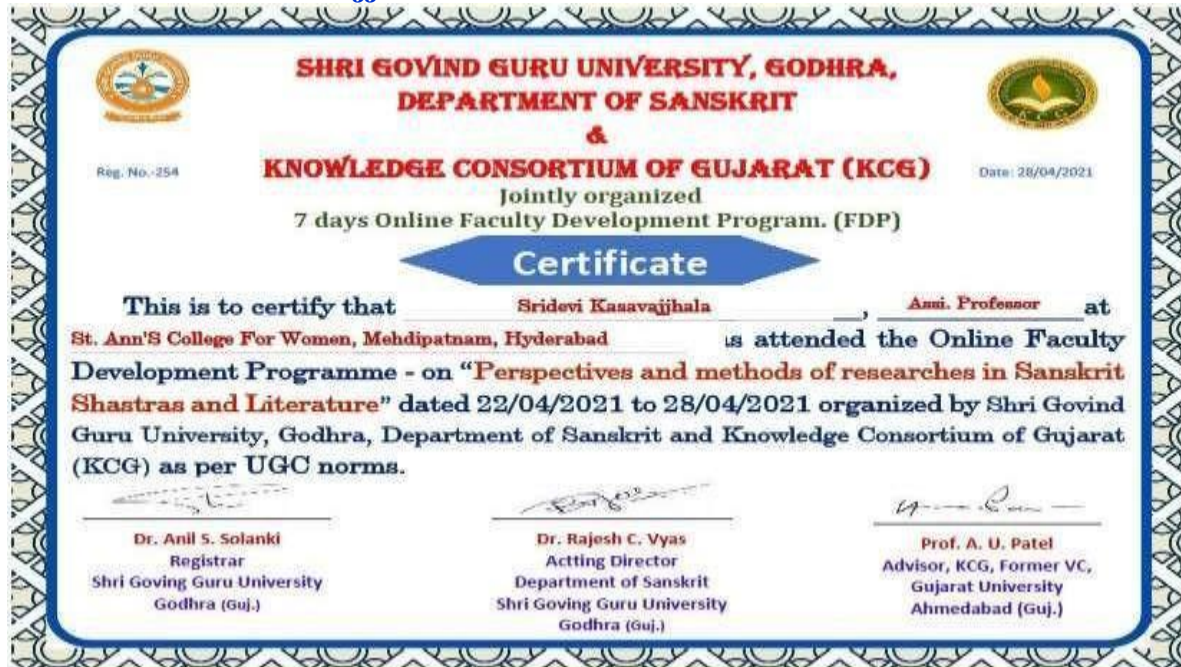 SHRI GOVIND GURU UNIVERSITY, GODHRA,
DEPARTMENT OF SANSKRIT
&
KNOWLEDGE CONSORTIUM OF GUJARAT (KCG)
Reg. No.-254
Date: 28/04/2021
KCG
Jointly organized
7 days Online Faculty Development Program. (FDP)
Certificate
This is to certify that Sridevi Kasavajjhala, Assi. Professor at
St. Ann'S College For Women, Mehdipatnam, Hyderabad is attended the Online Faculty
Development Programme - on “Perspectives and methods of researches in Sanskrit
Shastras and Literature” dated 22/04/2021 to 28/04/2021 organized by Shri Govind
Guru University, Godhra, Department of Sanskrit and Knowledge Consortium of Gujarat
(KCG) as per UGC norms.
Dr. Anil S. Solanki
Registrar
Shri Goving Guru University
Godhra (Guj.)
Dr. Rajesh C. Vyas
Actting Director
Department of Sanskrit
Shri Goving Guru University
Godhra (Guj.)
Prof. A. U. Patel
Advisor, KCG, Former VC,
Gujarat University
Ahmedabad (Guj.)